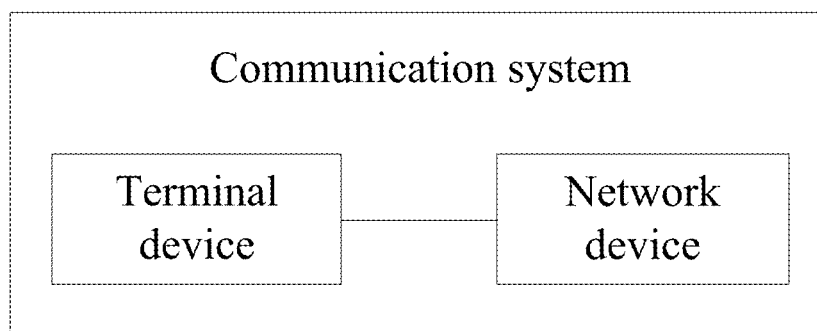 Communication system
Terminal
device
Network
device